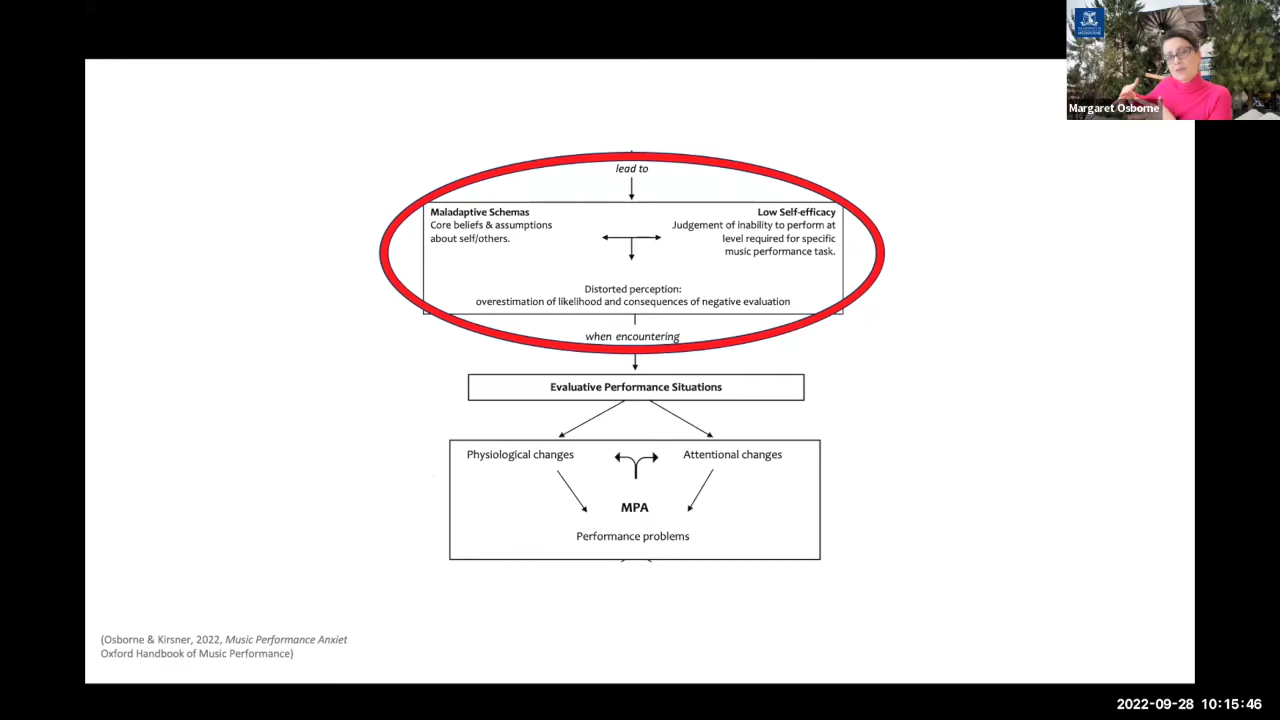 Margaret Osborne
lead to
Maladaptive Schemas
Core beliefs & assumptions
about self/others.
Low Self-efficacy
Judgement of inability to perform at
level required for specific
music performance task.
Distorted perception:
overestimation of likelihood and consequences of negative evaluation
when encountering
Evaluative Performance Situations
Physiological changes
Attentional changes
MPA
Performance problems
(Osborne & Kirsner, 2022, Music Performance Anxiet
Oxford Handbook of Music Performance)
2022-09-28 10:15:46